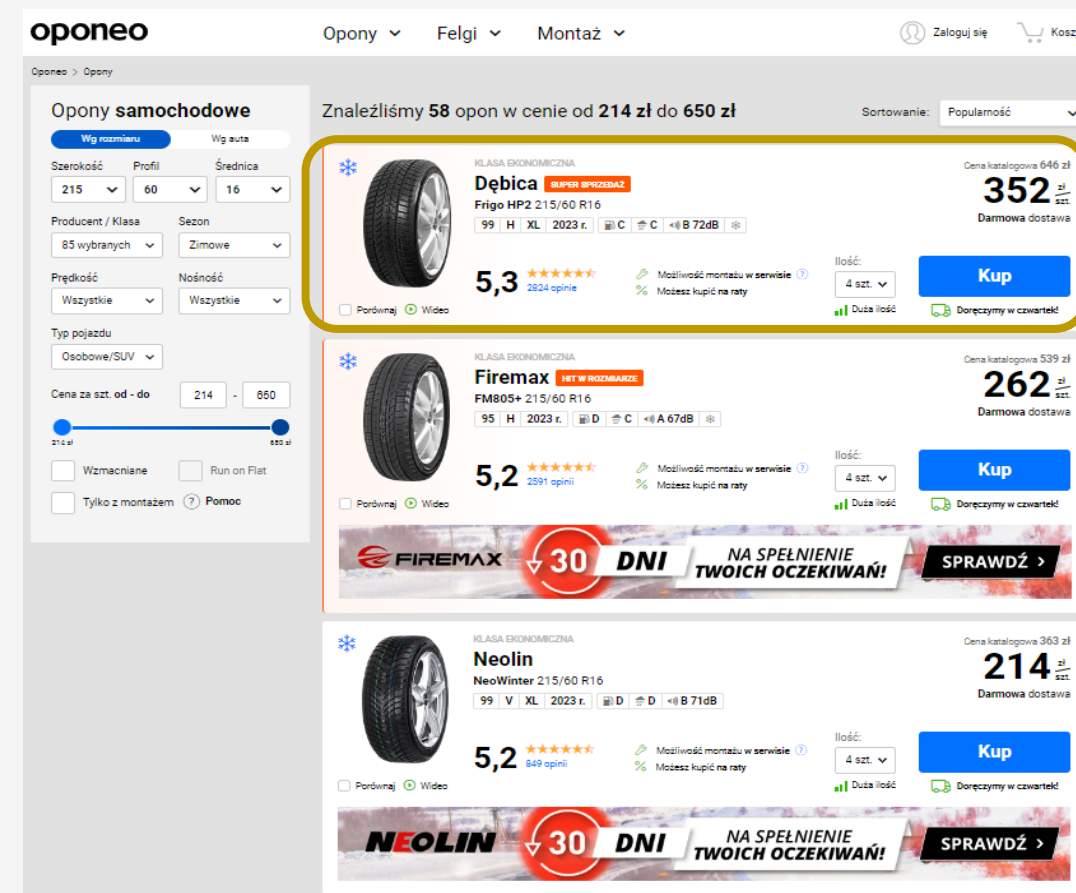 oponeo
Opony Felgi Montaż Zaloguj się Kosz
Oponeo > Opony
Opony samochodowe
Wg rozmiaru Wg auta
Szerokość Profil Średnica
215 60 16
Producent / Klasa Sezon
85 wybranych Zimowe
Prędkość Nośność
Wszystkie Wszystkie
Typ pojazdu
Osobowe/SUV
Cena za szt. od - do 214 - 650
214 zł 650 zł
Wzmacniane Run on Flat
Tylko z montażem ? Pomoc
Znaleźliśmy 58 opon w cenie od 214 zł do 650 zł
Sortowanie: Popularność
KLASA EKONOMICZNA
Dębica SUPER SPRZEDAŻ
Frigo HP2 215/60 R16
99 H XL 2023 r. C C B 72dB
5,3 2824 opinie
Możliwość montażu w serwisie ?
Możesz kupić na raty
Porównaj Wideo
Cena katalogowa 646 zł
352 zł szt.
Darmowa dostawa
Ilość:
4 szt. Kup
Duża ilość Doręczymy w czwartek!
KLASA EKONOMICZNA
Firemax HIT W ROZMIARZE
FM805+ 215/60 R16
95 H 2023 r. D C A 67dB
5,2 2591 opinii
Możliwość montażu w serwisie ?
Możesz kupić na raty
Porównaj Wideo
Cena katalogowa 539 zł
262 zł szt.
Darmowa dostawa
Ilość:
4 szt. Kup
Duża ilość Doręczymy w czwartek!
FIREMAX 30 DNI NA SPEŁNIENIE
TWOICH OCZEKIWAŃ! SPRAWDŹ >
KLASA EKONOMICZNA
Neolin
NeoWinter 215/60 R16
99 V XL 2023 r. D D B 71dB
5,2 849 opinii
Możliwość montażu w serwisie ?
Możesz kupić na raty
Porównaj Wideo
Cena katalogowa 363 zł
214 zł szt.
Darmowa dostawa
Ilość:
4 szt. Kup
Duża ilość Doręczymy w czwartek!
NEOLIN 30 DNI NA SPEŁNIENIE
TWOICH OCZEKIWAŃ! SPRAWDŹ >